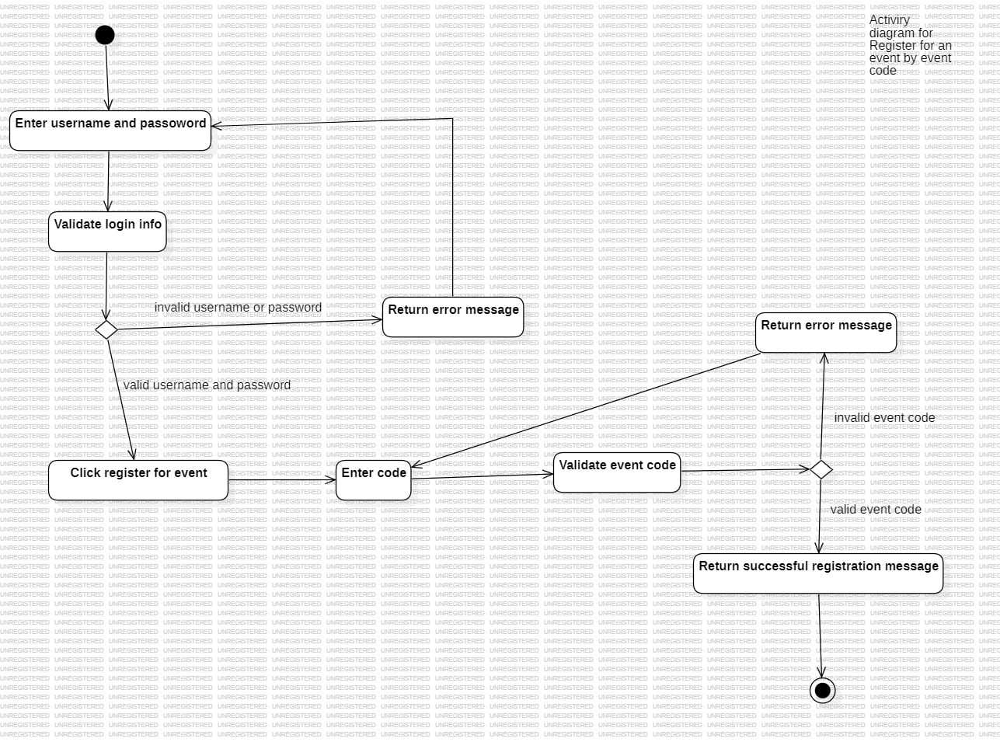 Activiry
diagram for
Register for an
event by event
code
Enter username and passoword
Validate login info
invalid username or password
Return error message
valid username and password
Return error message
invalid event code
Click register for event
Enter code
Validate event code
valid event code
Return successful registration message
UNREGISTERED